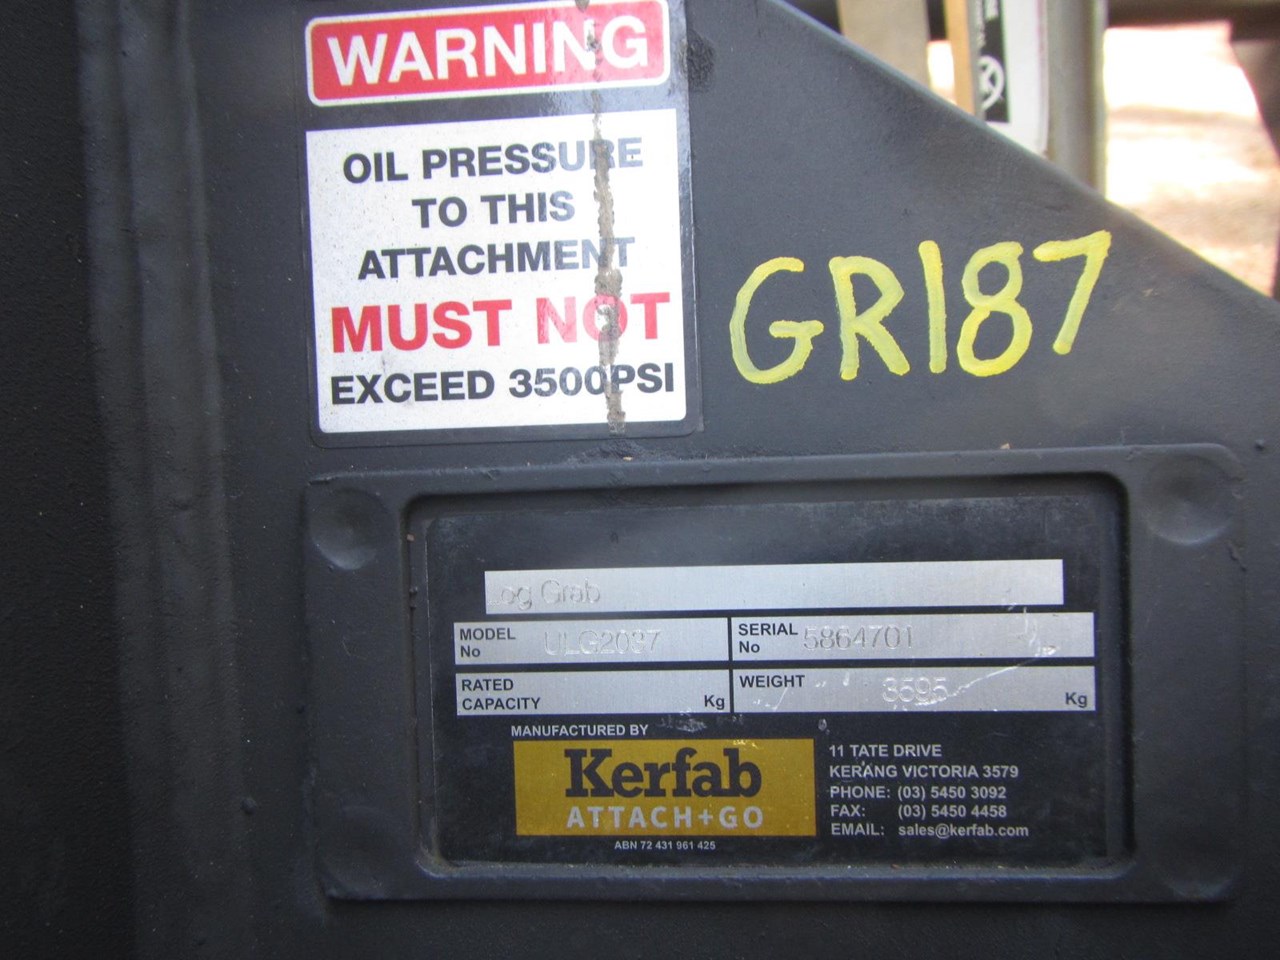 WARNING
OIL PRESSURE
TO THIS
ATTACHMENT
MUST NOT
EXCEED 3500PSI
GR187
Log Grab
MODEL No ULG2037
SERIAL No 5864701
RATED CAPACITY Kg
WEIGHT 3595 Kg
MANUFACTURED BY
Kerfab
ATTACH+GO
ABN 72 431 961 425
11 TATE DRIVE
KERANG VICTORIA 3579
PHONE: (03) 5450 3092
FAX: (03) 5450 4458
EMAIL: sales@kerfab.com